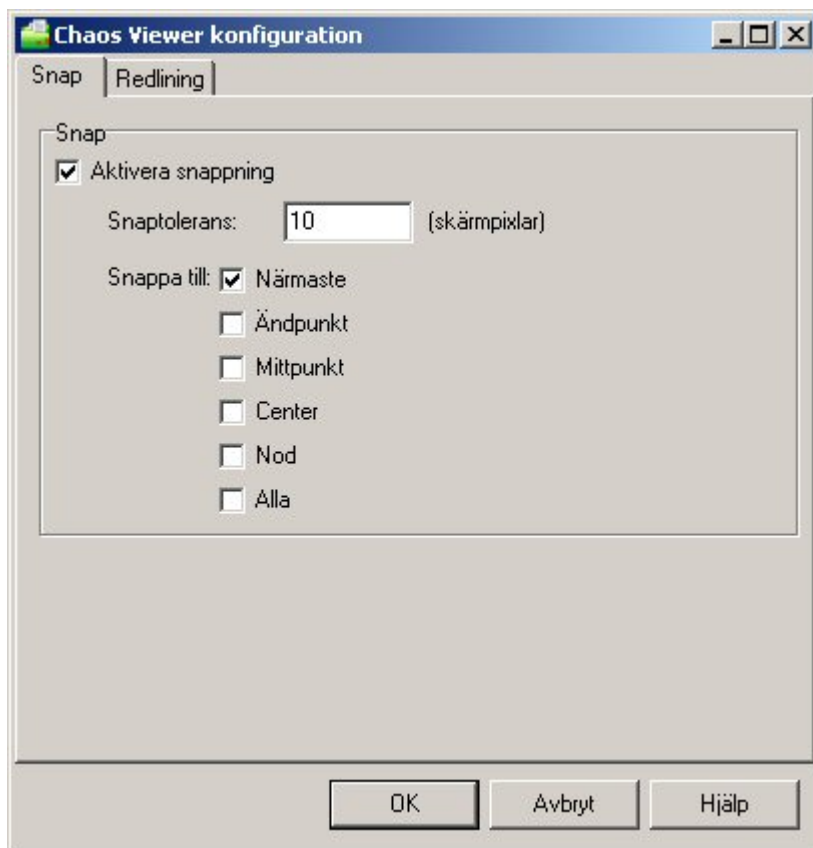 Chaos Viewer konfiguration
Snap Redlining
Snap
Aktivera snappning
Snaptolerans: 10 (skärmpixlar)
Snappa till: Närmaste
Ändpunkt
Mittpunkt
Center
Nod
Alla
OK Avbryt Hjälp